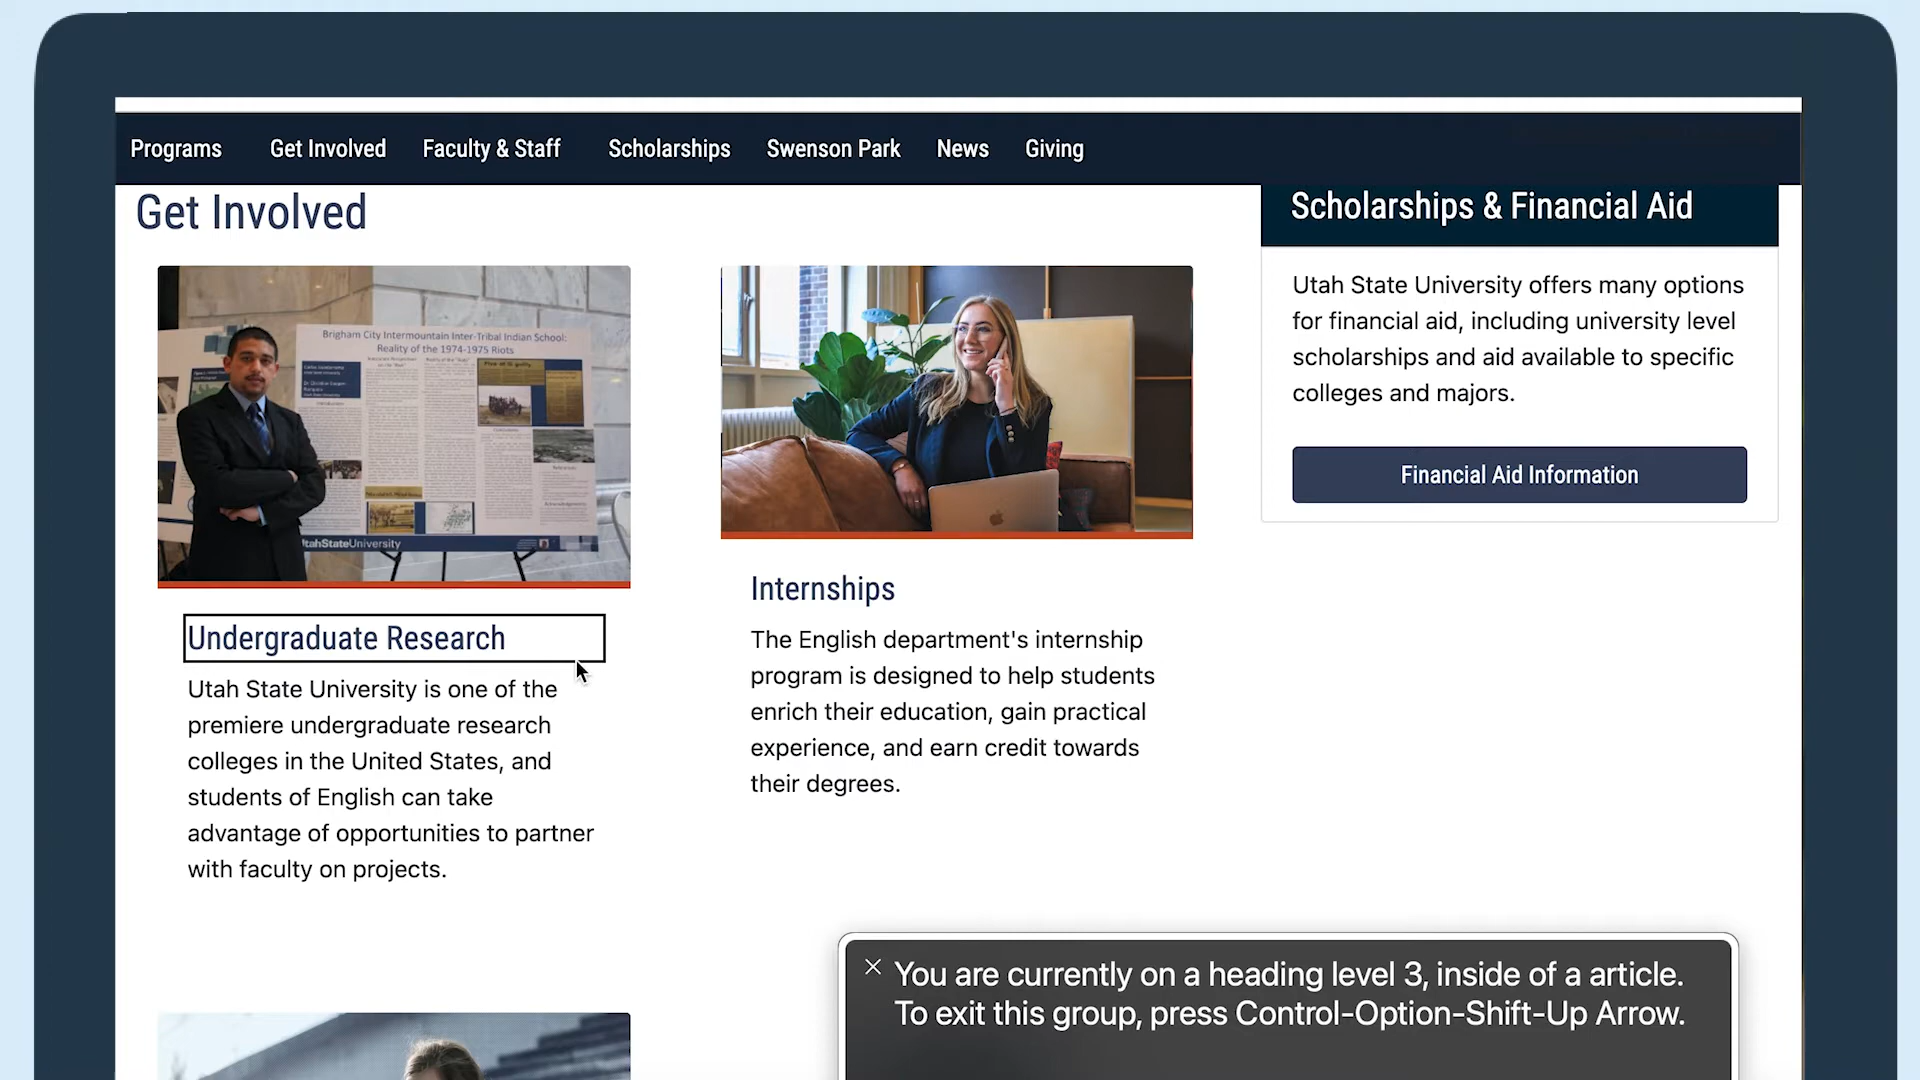 Programs
Get Involved
Faculty & Staff
Scholarships
Swenson Park
News
Giving
Get Involved
Brigham City Intermountain Inter-Tribal Indian School:
Reality of the 1974-1975 Riots
UtahStateUniversity
Undergraduate Research
Utah State University is one of the
premiere undergraduate research
colleges in the United States, and
students of English can take
advantage of opportunities to partner
with faculty on projects.
Internships
The English department's internship
program is designed to help students
enrich their education, gain practical
experience, and earn credit towards
their degrees.
Scholarships & Financial Aid
Utah State University offers many options
for financial aid, including university level
scholarships and aid available to specific
colleges and majors.
Financial Aid Information
You are currently on a heading level 3, inside of a article.
To exit this group, press Control-Option-Shift-Up Arrow.